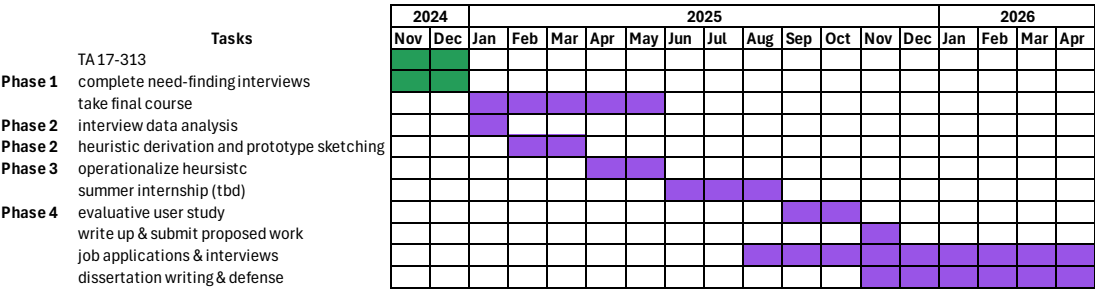 2024 2025 2026
Tasks Nov Dec Jan Feb Mar Apr May Jun Jul Aug Sep Oct Nov Dec Jan Feb Mar Apr
TA 17-313
Phase 1 complete need-finding interviews
take final course
Phase 2 interview data analysis
Phase 2 heuristic derivation and prototype sketching
Phase 3 operationalize heursistc
summer internship (tbd)
Phase 4 evaluative user study
write up & submit proposed work
job applications & interviews
dissertation writing & defense